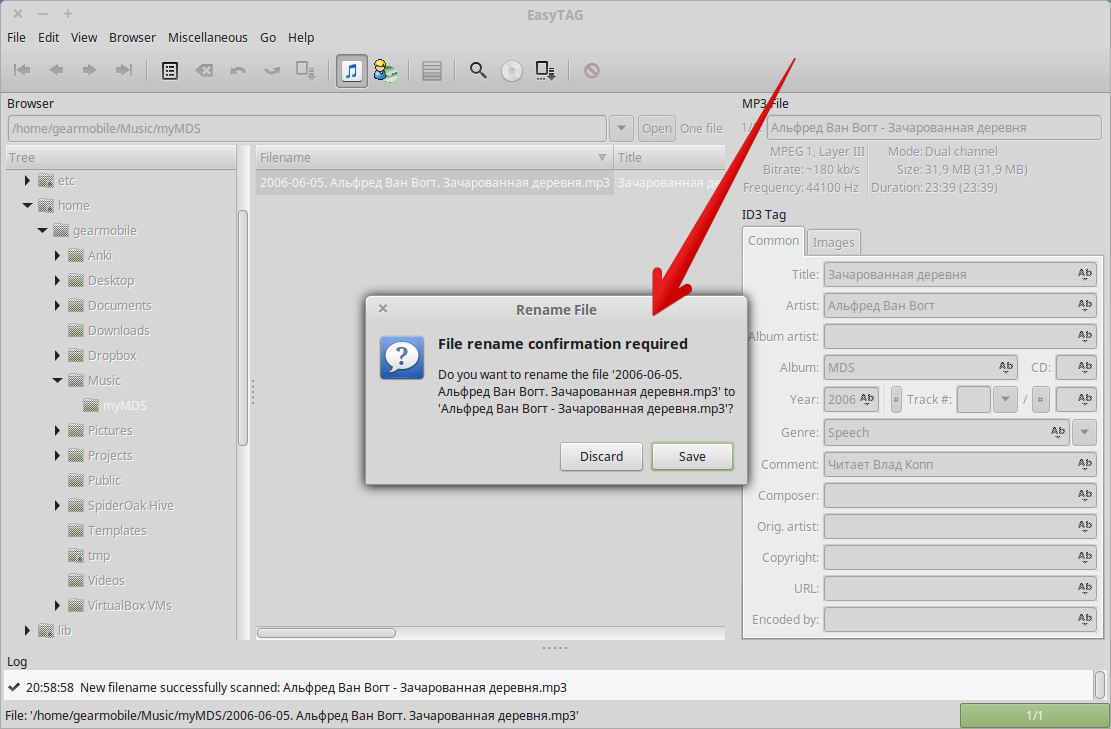 EasyTAG
File Edit View Browser Miscellaneous Go Help
Browser
/home/gearmobile/Music/myMDS
Open
One file
Tree
etc
home
gearmobile
Anki
Desktop
Documents
Downloads
Dropbox
Music
myMDS
Pictures
Projects
Public
SpiderOak Hive
Templates
tmp
Videos
VirtualBox VMs
lib
Filename Title
2006-06-05. Альфред Ван Вогт. Зачарованная деревня.mp3 Зачарованная де
MP3 File
1/1: Альфред Ван Вогт - Зачарованная деревня
MPEG 1, Layer III Mode: Dual channel
Bitrate: ~180 kb/s Size: 31,9 MB (31,9 MB)
Frequency: 44100 Hz Duration: 23:39 (23:39)
ID3 Tag
Common Images
Title: Зачарованная деревня
Artist: Альфред Ван Вогт
Album artist:
Album: MDS CD:
Year: 2006 Track #: /
Genre: Speech
Comment: Читает Влад Копп
Composer:
Orig. artist:
Copyright:
URL:
Encoded by:
Rename File
File rename confirmation required
Do you want to rename the file '2006-06-05.
Альфред Ван Вогт. Зачарованная деревня.mp3' to
'Альфред Ван Вогт - Зачарованная деревня.mp3'?
Discard Save
Log
20:58:58 New filename successfully scanned: Альфред Ван Вогт - Зачарованная деревня.mp3
File: '/home/gearmobile/Music/myMDS/2006-06-05. Альфред Ван Вогт. Зачарованная деревня.mp3'
1/1